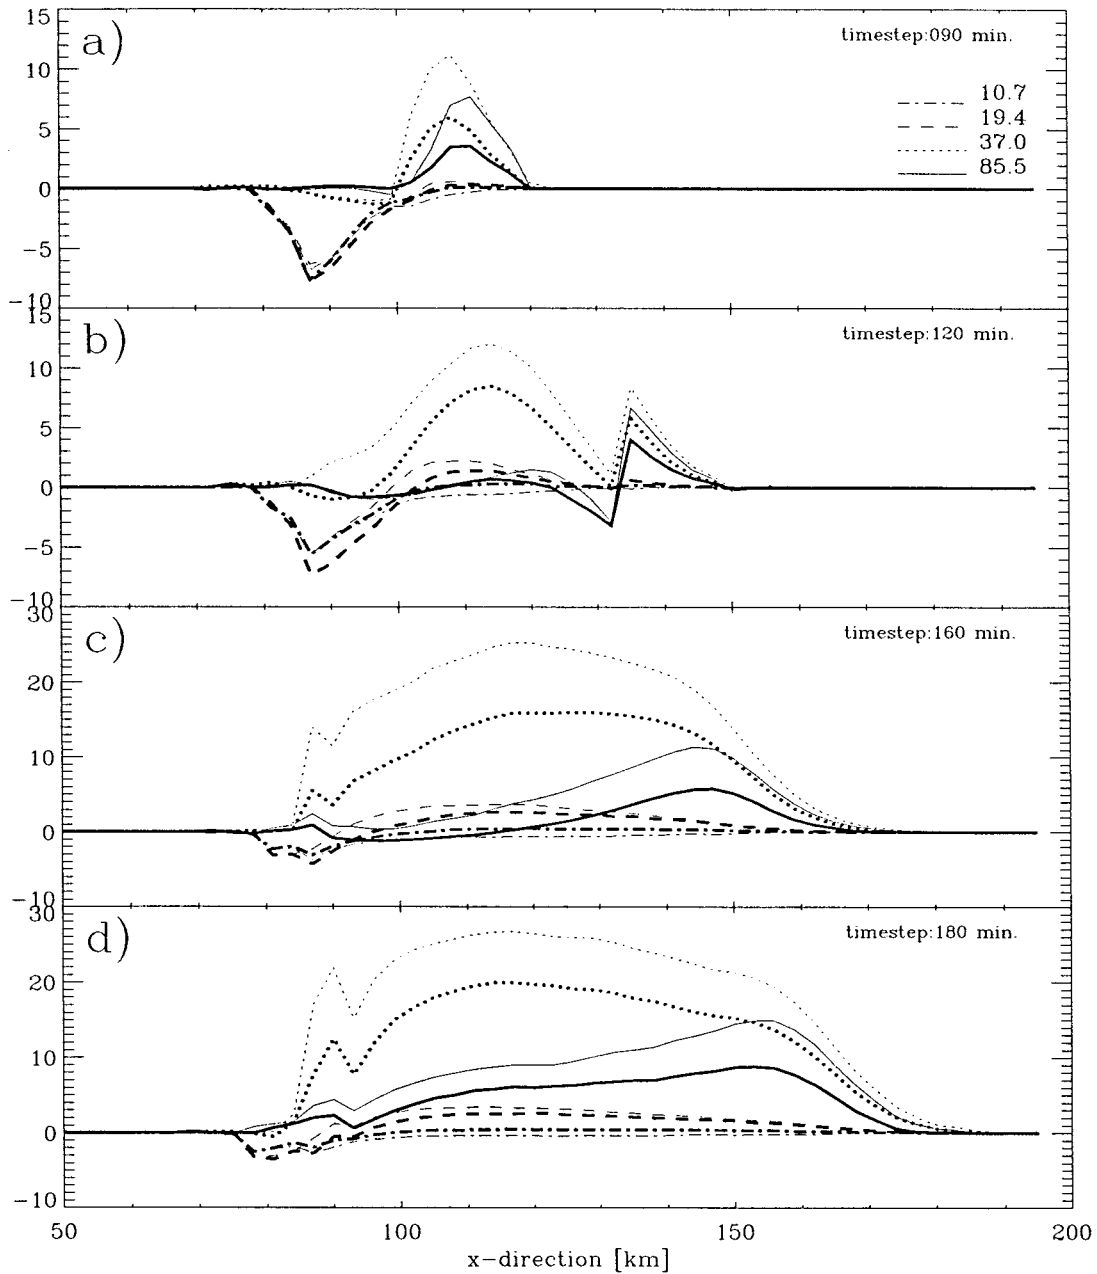 15
a)
timestep:090 min.
10
10.7
19.4
5
37.0
85.5
0
−5
−10
15
b)
timestep:120 min.
10
5
0
−5
−10
30
c)
timestep:160 min.
20
10
0
−10
30
d)
timestep:180 min.
20
10
0
−10
50 100 150 200
x−direction [km]